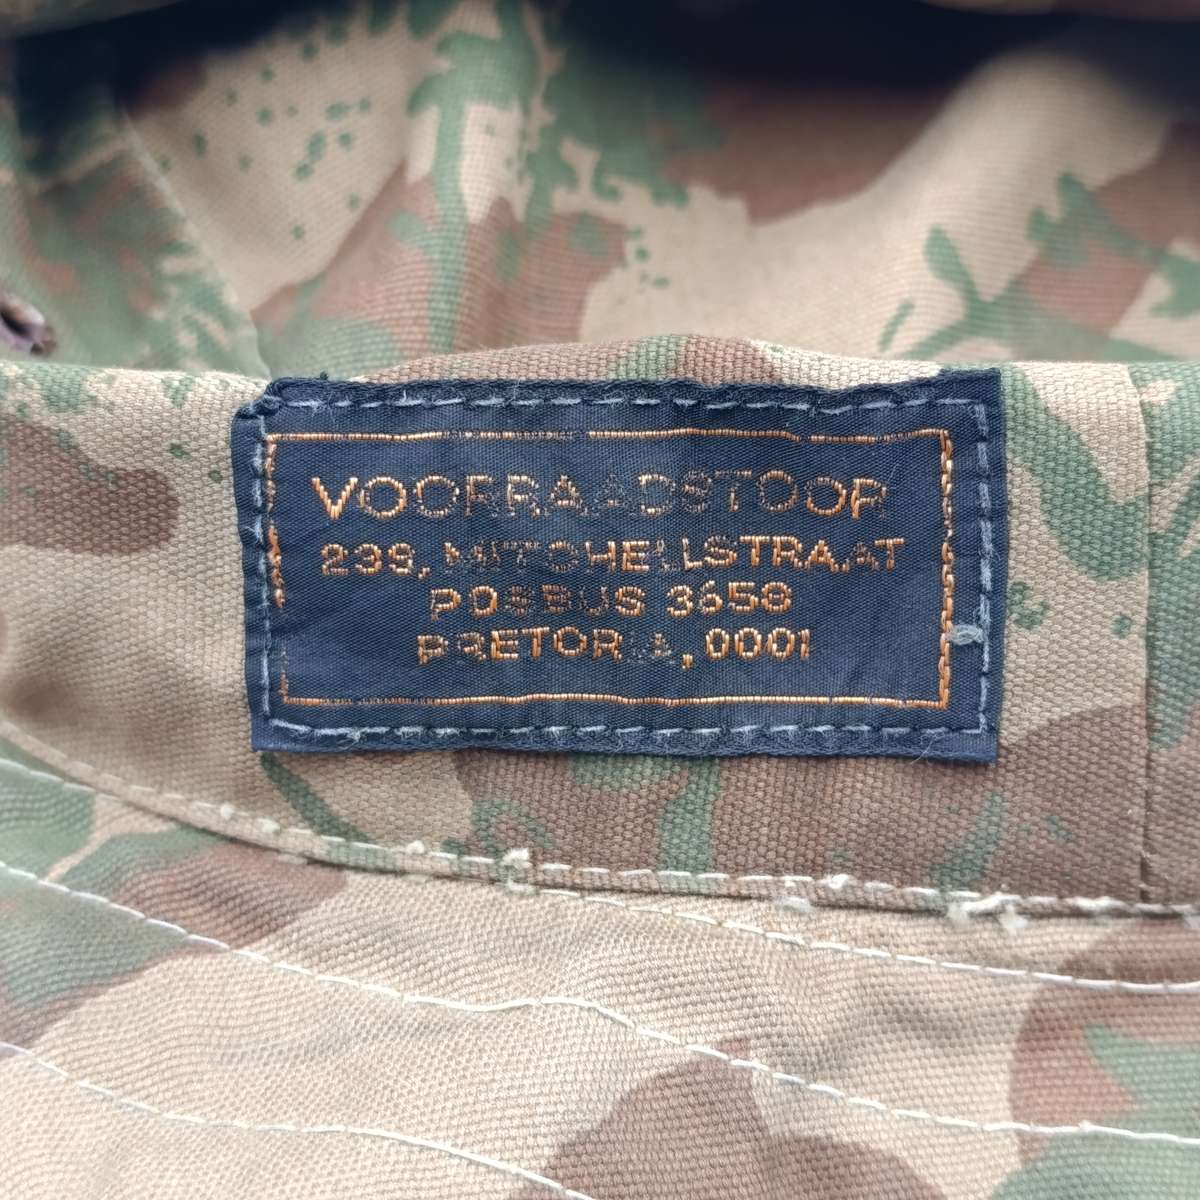 VOORRAADSTOOR
239, MITCHELLSTRAAT
POSBUS 3658
PRETORIA, 0001